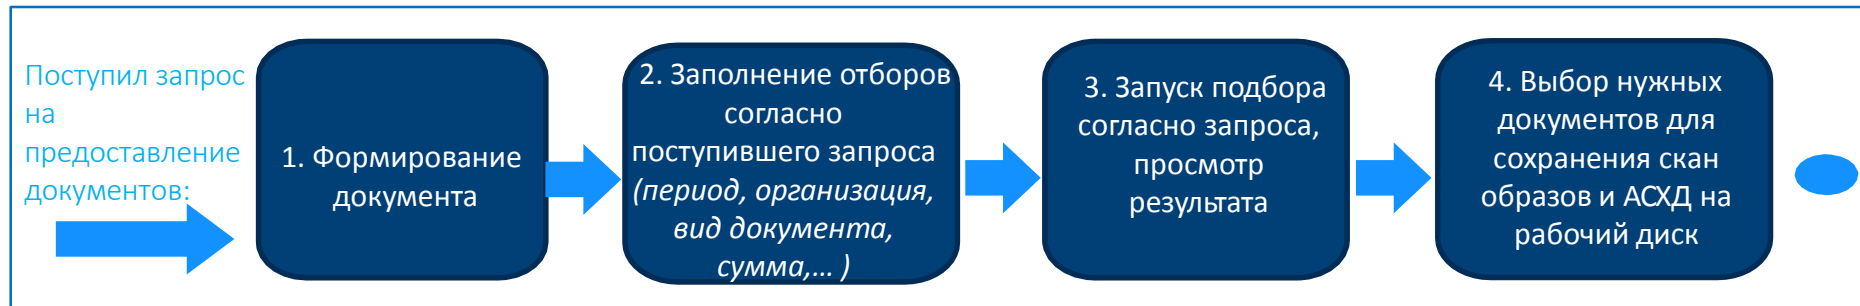 Поступил запрос
на
предоставление
документов:
1. Формирование
документа
2. Заполнение отборов
согласно
поступившего запроса
(период, организация,
вид документа,
сумма,... )
3. Запуск подбора
согласно запроса,
просмотр
результата
4. Выбор нужных
документов для
сохранения скан
образов и АСХД на
рабочий диск